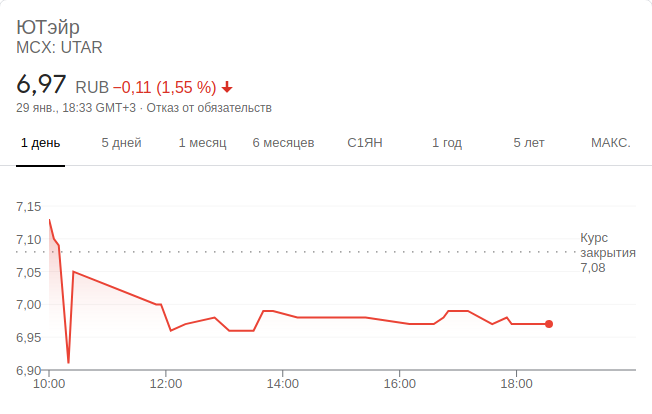 ЮТэйр
MCX: UTAR
6,97 RUB −0,11 (1,55 %)
29 янв., 18:33 GMT+3 · Отказ от обязательств
1 день 5 дней 1 месяц 6 месяцев С1ЯН 1 год 5 лет МАКС.
7,15
7,10
7,05
7,00
6,95
6,90
Курс
закрытия
7,08
10:00 12:00 14:00 16:00 18:00